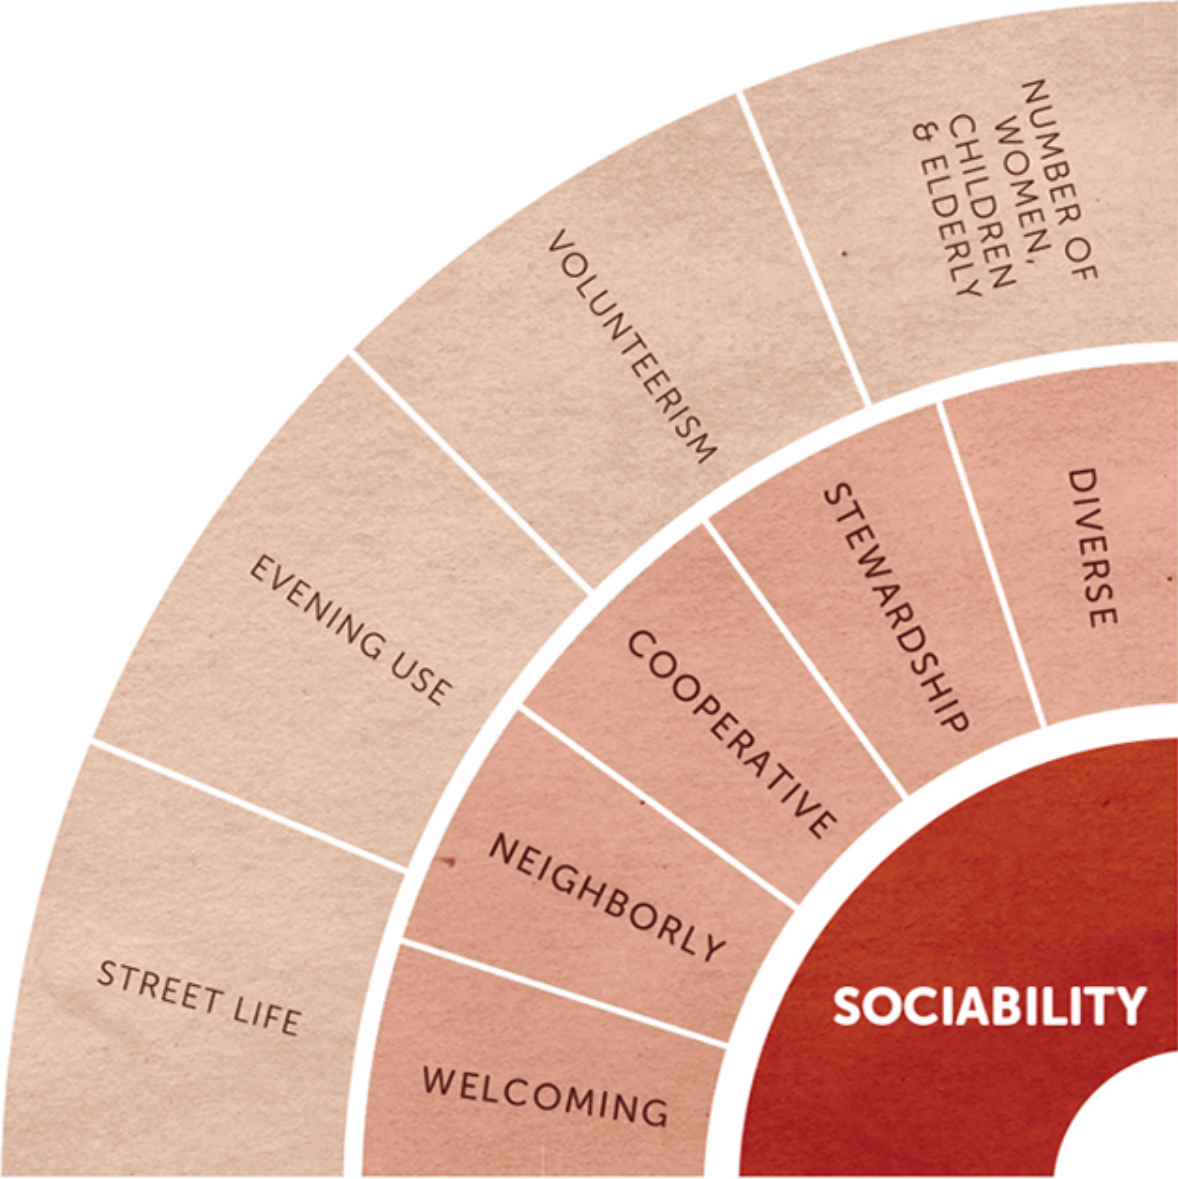 NUMBER OF
WOMEN,
CHILDREN
& ELDERLY
VOLUNTEERISM
EVENING USE
STREET LIFE
DIVERSE
STEWARDSHIP
COOPERATIVE
NEIGHBORLY
WELCOMING
SOCIABILITY